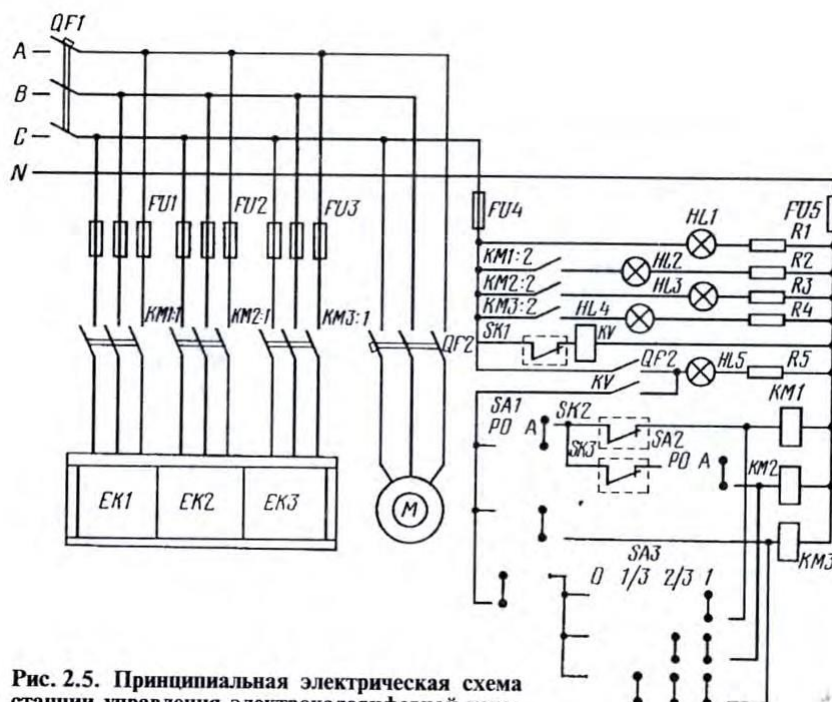 QF1
A
B
C
N
FU1 FU2 FU3 FU4 FU5
HL1 R1
KM1:2 HL2 R2
KM2:2 HL3 R3
KM3:2 HL4 R4
KM1:1 KM2:1 KM3:1 QF2
SK1 KV
QF2 HL5 R5
KV KM1
SA1 SK2
PO A SA2
SK3 PO A KM2
EK1 EK2 EK3 M
SA3 KM3
0 1/3 2/3 1
Рис. 2.5. Принципиальная электрическая схема